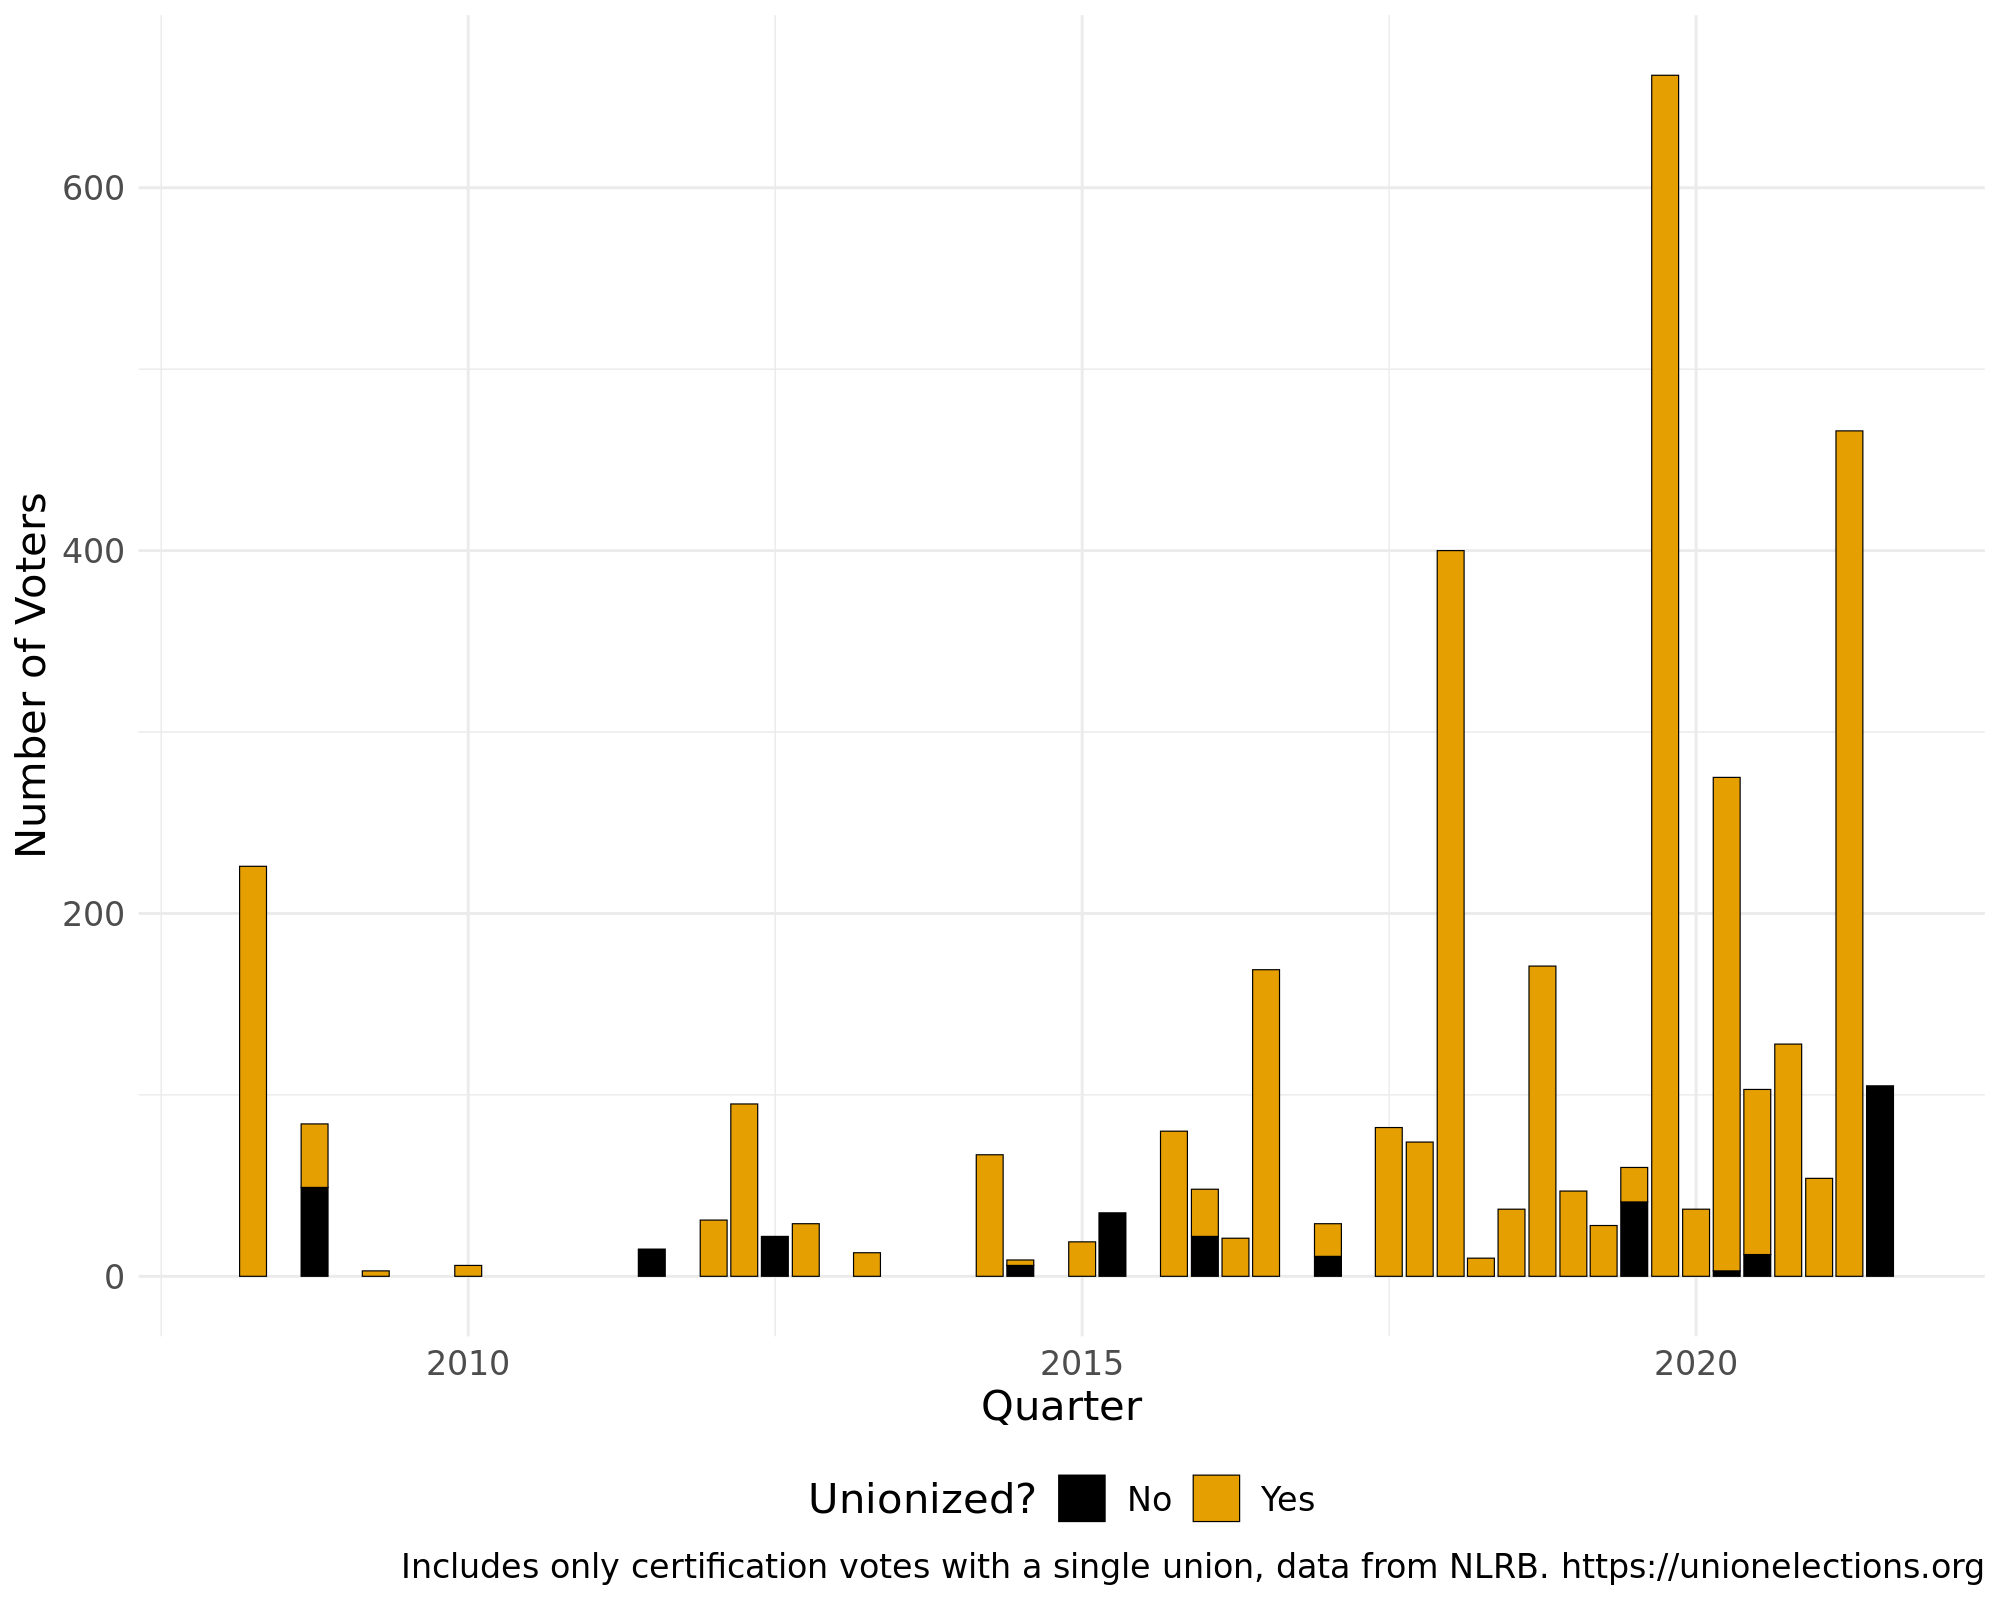 600
400
200
0
Number of Voters
2010 2015 2020
Quarter
Unionized? No Yes
Includes only certification votes with a single union, data from NLRB. https://unionelections.org